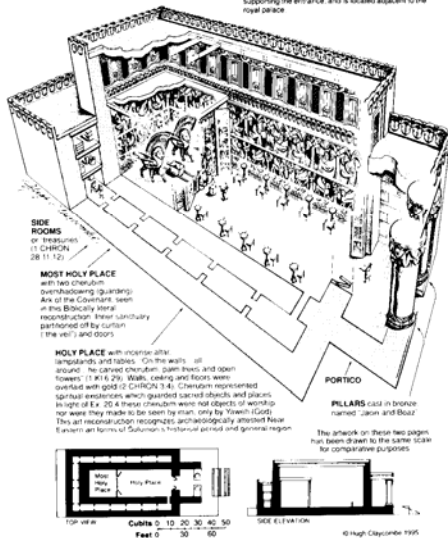 supporting the entrance, and is located adjacent to the
royal palace
SIDE
ROOMS
or treasuries
(1 CHRON
28 11 12)
MOST HOLY PLACE
with two cherubim
overshadowing (guarding)
Ark of the Covenant, seen
in this Biblically literal
reconstruction Inner sanctuary
partitioned off by curtain
("the veil") and doors
HOLY PLACE with incense altar
lampstands and tables "On the walls all
around he carved cherubim, palm trees and open
flowers" (1 KI 6 29) Walls, ceiling and floors were
overlaid with gold (2 CHRON 3 4) Cherubim represented
spiritual existences which guarded sacred objects and places
In light of Ex 20 4 these cherubim were not objects of worship
nor were they made to be seen by man, only by Yahweh (God)
This art reconstruction recognizes archaeologically attested Near
Eastern art forms of Solomon's historical period and general region
PORTICO
PILLARS cast in bronze
named "Jakin and Boaz"
The artwork on these two pages
has been drawn to the same scale
for comparative purposes
Most
Holy
Place
Holy Place
TOP VIEW
Cubits 0 10 20 30 40 50
Feet 0 30 60
SIDE ELEVATION
© Hugh Claycombe 1995